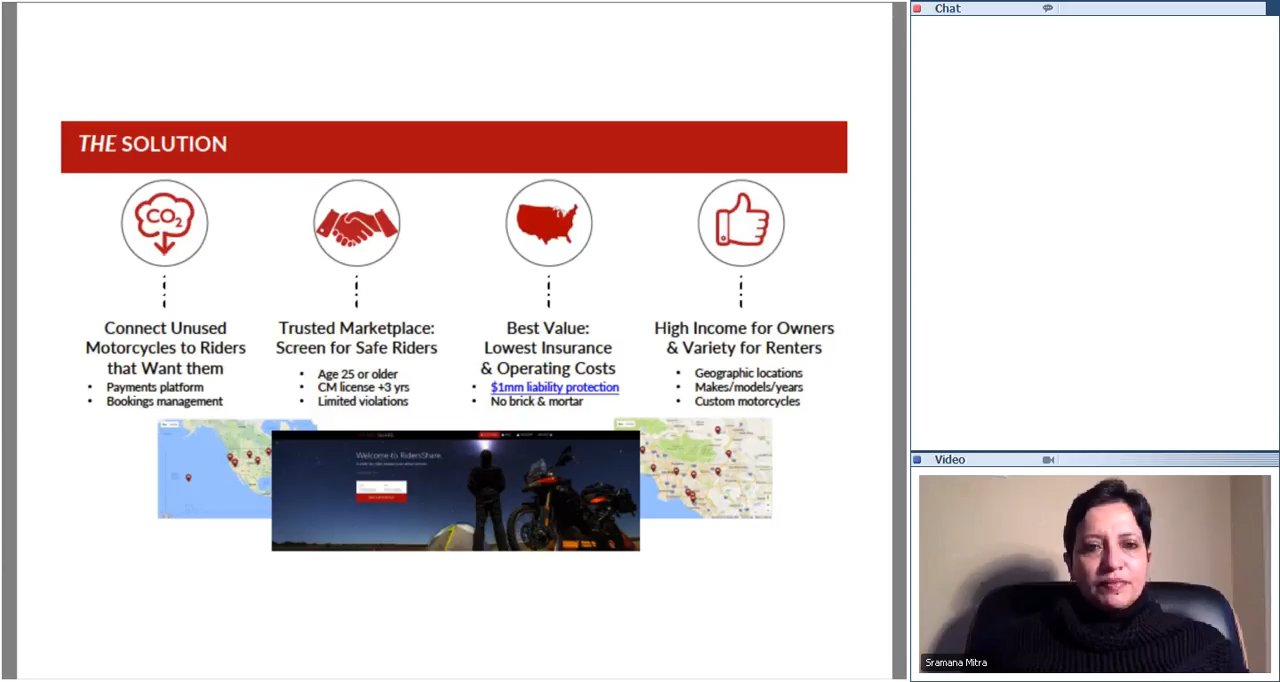 Chat
THE SOLUTION
CO2
Connect Unused
Motorcycles to Riders
that Want them
• Payments platform
• Bookings management
Trusted Marketplace:
Screen for Safe Riders
• Age 25 or older
• CM license +3 yrs
• Limited violations
Best Value:
Lowest Insurance
& Operating Costs
• $1mm liability protection
• No brick & mortar
High Income for Owners
& Variety for Renters
• Geographic locations
• Makes/models/years
• Custom motorcycles
Welcome to RidersShare.
Video
Sramana Mitra